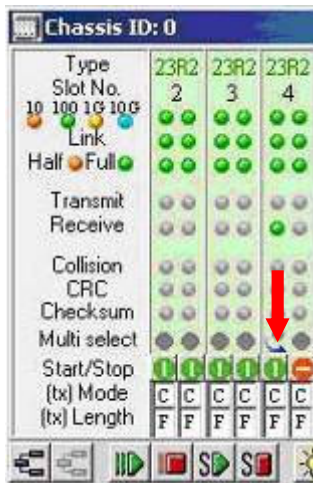 Chassis ID: 0
Type 23R2 23R2 23R2
Slot No. 2 3 4
10 100 1G 10G
Link
Half Full
Transmit
Receive
Collision
CRC
Checksum
Multi select
Start/Stop
(tx) Mode C C C C C C
(tx) Length F F F F F F
S S